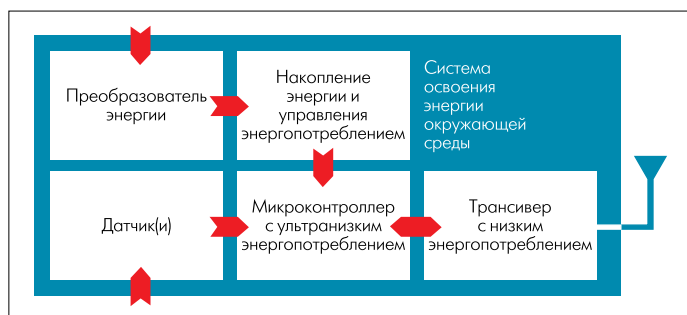 Преобразователь
энергии
Накопление
энергии и
управления
энергопотреблением
Система
освоения
энергии
окружающей
среды
Датчик(и)
Микроконтроллер
с ультранизким
энергопотреблением
Трансивер
с низким
энергопотреблением